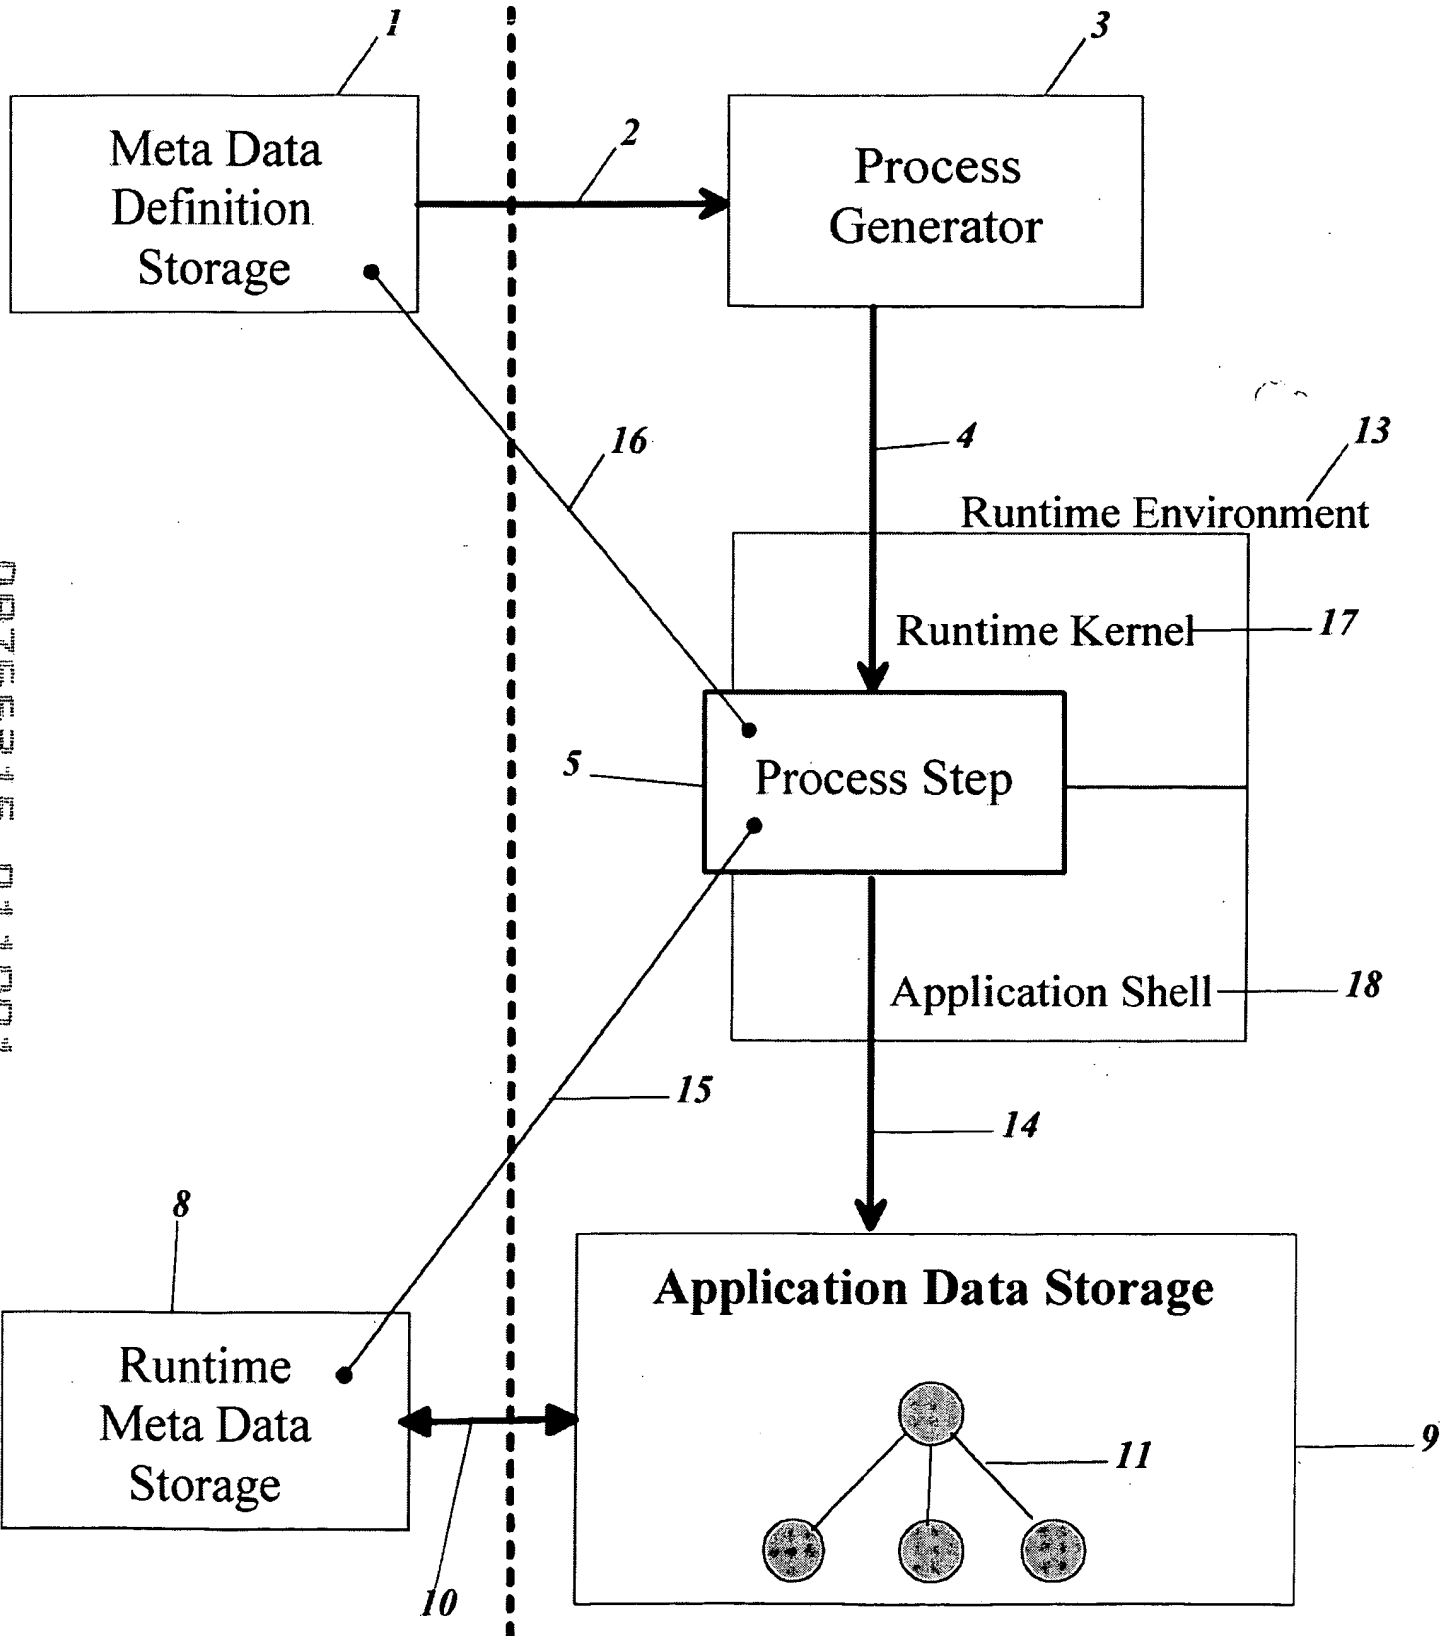 1
3
2
Meta Data
Definition
Storage
Process
Generator
16
4
13
Runtime Environment
Runtime Kernel
17
5
Process Step
Application Shell
18
15
14
8
Application Data Storage
Runtime
Meta Data
Storage
11
9
10